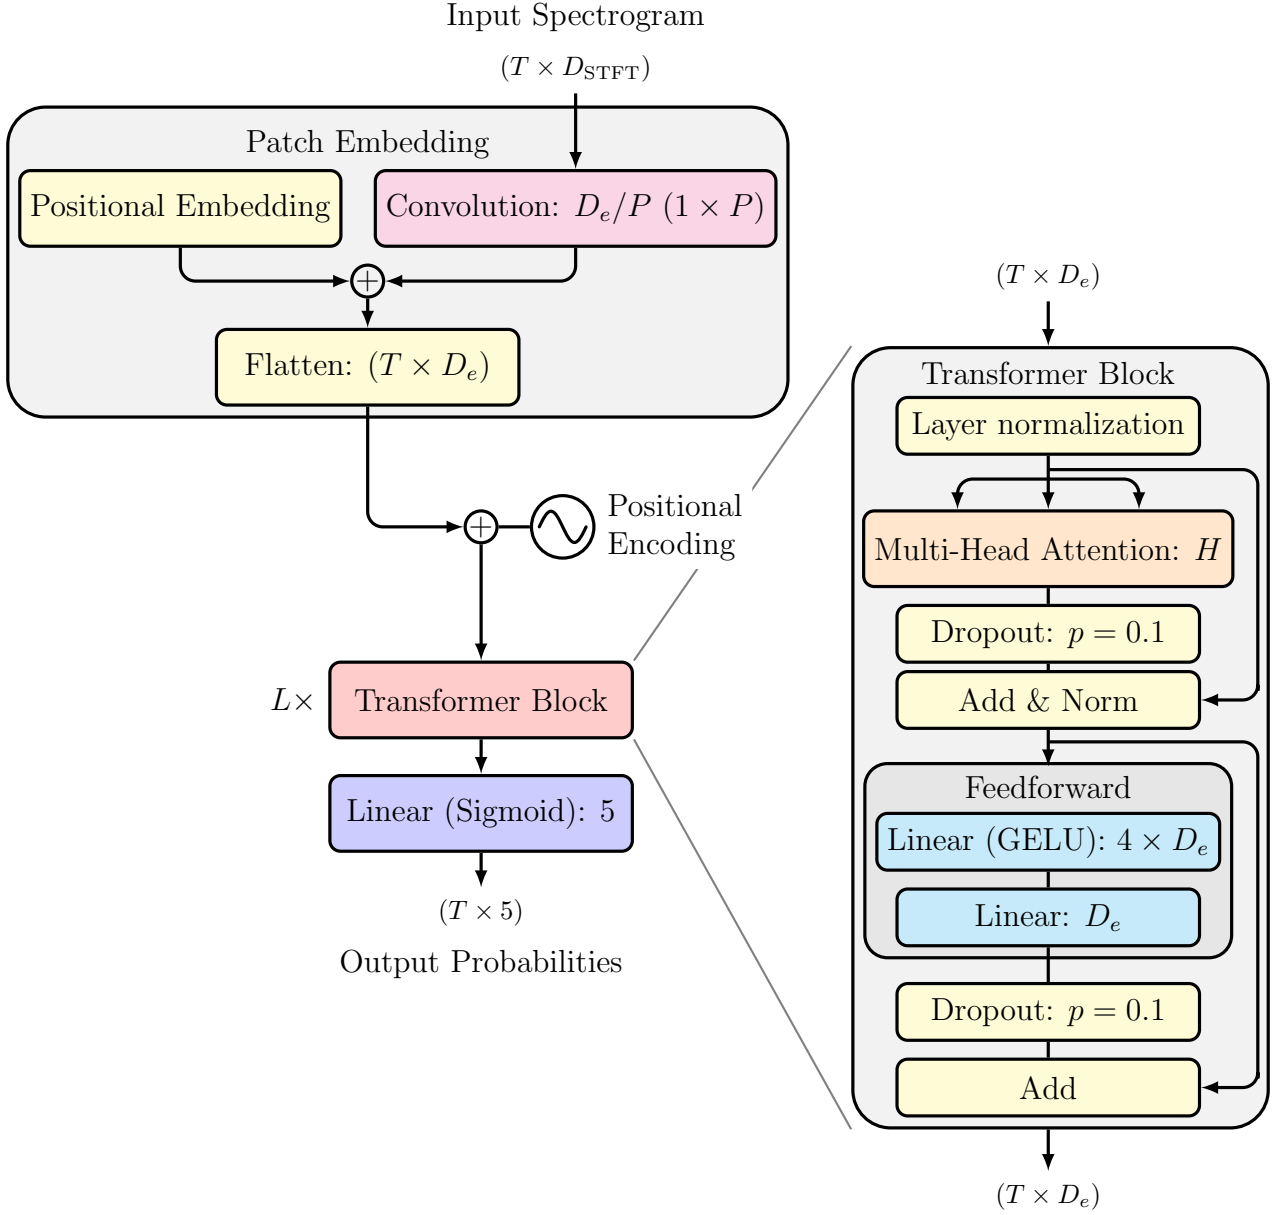 Input Spectrogram
(T × D_STFT)
Patch Embedding
Positional Embedding
Convolution: D_e/P (1 × P)
+
Flatten: (T × D_e)
+
Positional
Encoding
L×
Transformer Block
Linear (Sigmoid): 5
(T × 5)
Output Probabilities
(T × D_e)
Transformer Block
Layer normalization
Multi-Head Attention: H
Dropout: p = 0.1
Add & Norm
Feedforward
Linear (GELU): 4 × D_e
Linear: D_e
Dropout: p = 0.1
Add
(T × D_e)